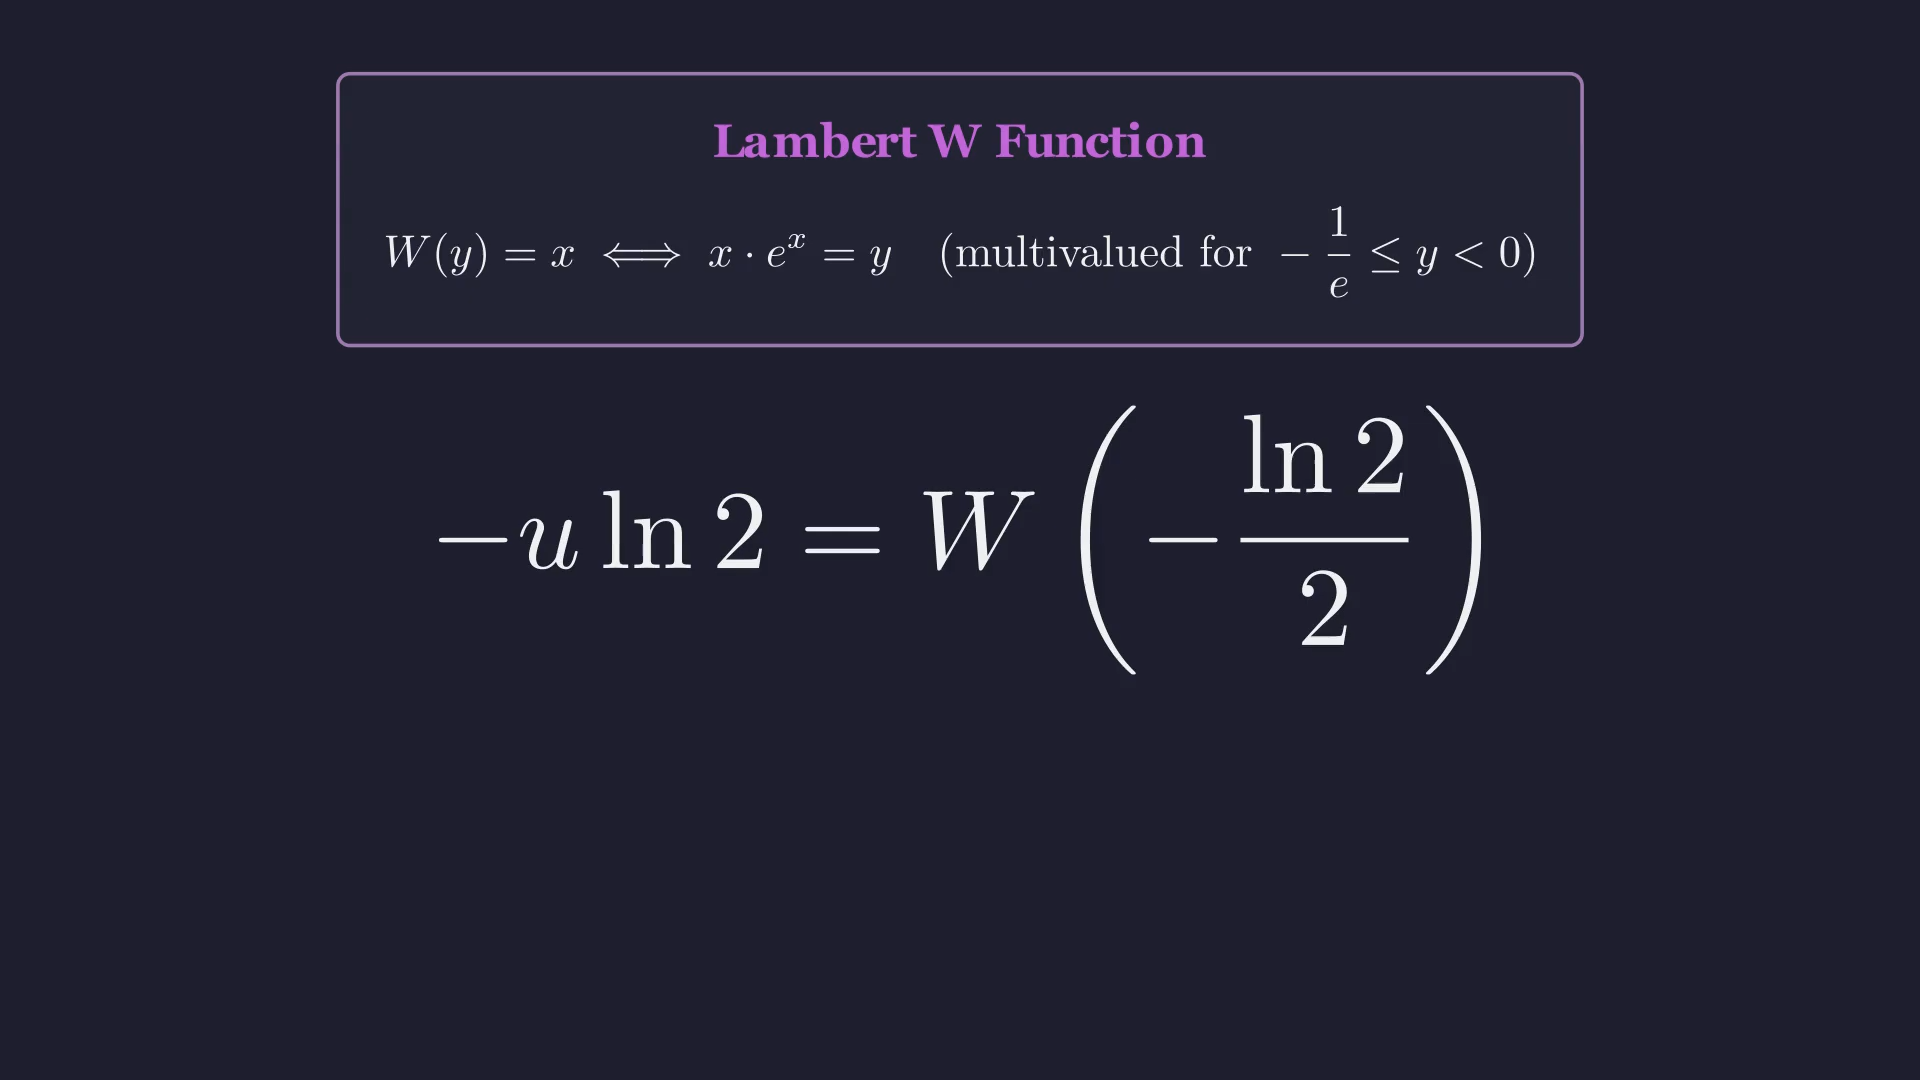 Lambert W Function
W(y) = x ⟺ x · e^x = y (multivalued for −1/e ≤ y < 0)
−u ln 2 = W(−ln 2/2)